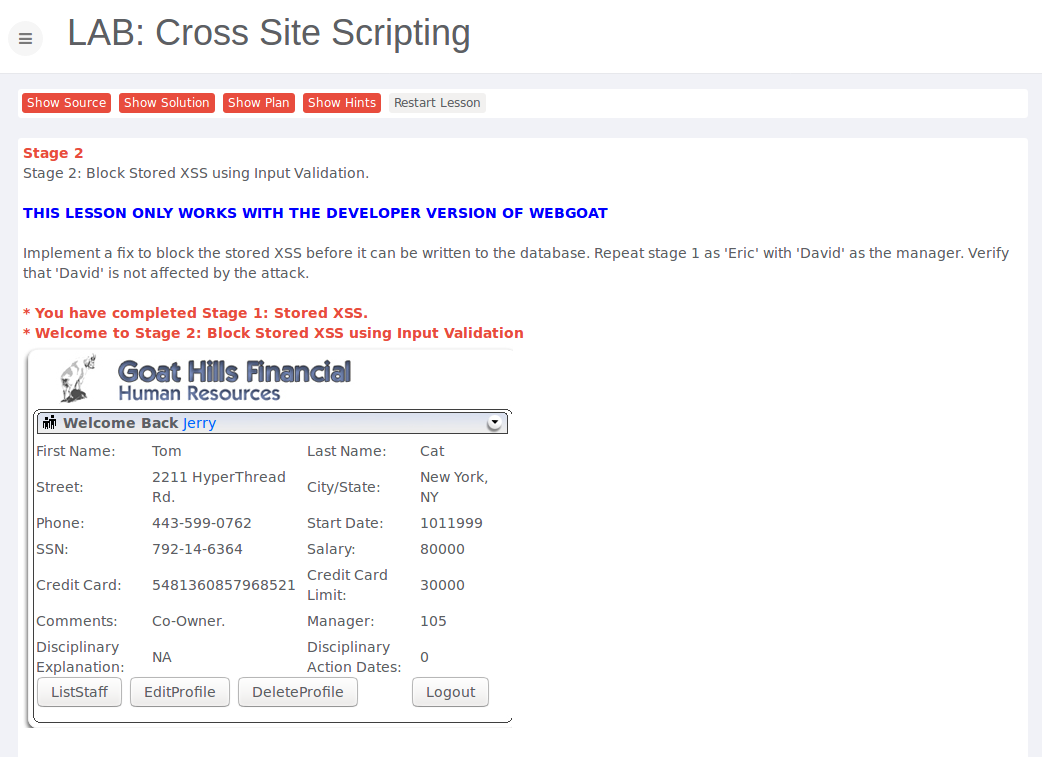 LAB: Cross Site Scripting
Show Source Show Solution Show Plan Show Hints Restart Lesson
Stage 2
Stage 2: Block Stored XSS using Input Validation.
THIS LESSON ONLY WORKS WITH THE DEVELOPER VERSION OF WEBGOAT
Implement a fix to block the stored XSS before it can be written to the database. Repeat stage 1 as 'Eric' with 'David' as the manager. Verify
that 'David' is not affected by the attack.
* You have completed Stage 1: Stored XSS.
* Welcome to Stage 2: Block Stored XSS using Input Validation
Goat Hills Financial
Human Resources
Welcome Back Jerry
First Name: Tom Last Name: Cat
Street: 2211 HyperThread Rd. City/State: New York, NY
Phone: 443-599-0762 Start Date: 1011999
SSN: 792-14-6364 Salary: 80000
Credit Card: 5481360857968521 Credit Card Limit: 30000
Comments: Co-Owner. Manager: 105
Disciplinary Explanation: NA Disciplinary Action Dates: 0
ListStaff EditProfile DeleteProfile Logout